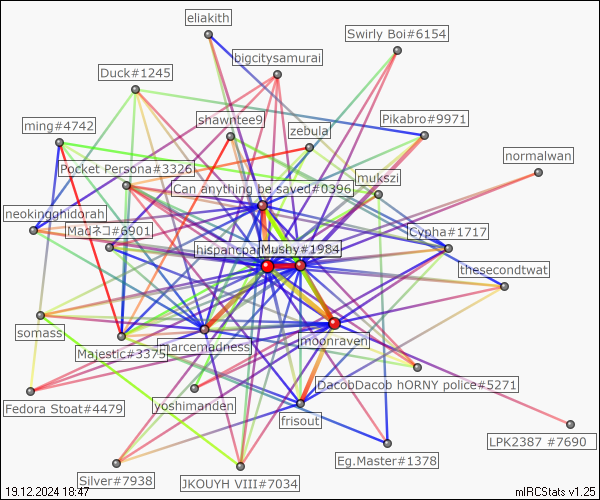 eliakith
Swirly Boi#6154
bigcitysamurai
Duck#1245
shawntee9
Pikabro#9971
ming#4742
zebula
normalwan
Pocket Persona#3326
mukszi
Can anything be saved#0396
neokingghidorah
Madネコ#6901
Cypha#1717
hispanicpan
Mushy#1984
thesecondtwat
somass
Majestic#3375
marcemadness
moonraven
DacobDacob hORNY police#5271
Fedora Stoat#4479
yoshimanden
frisout
LPK2387 #7690
Eg.Master#1378
Silver#7938
JKOUYH VIII#7034
19.12.2024 18:47
mIRCStats v1.25